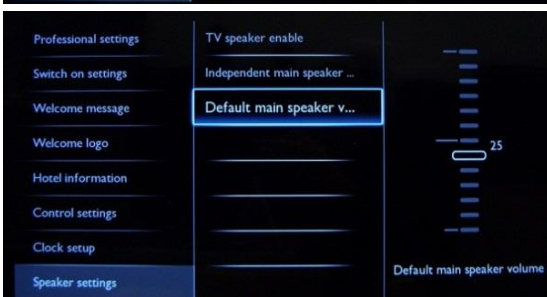 Professional settings
Switch on settings
Welcome message
Welcome logo
Hotel information
Control settings
Clock setup
Speaker settings
TV speaker enable
Independent main speaker ...
Default main speaker v...
25
Default main speaker volume